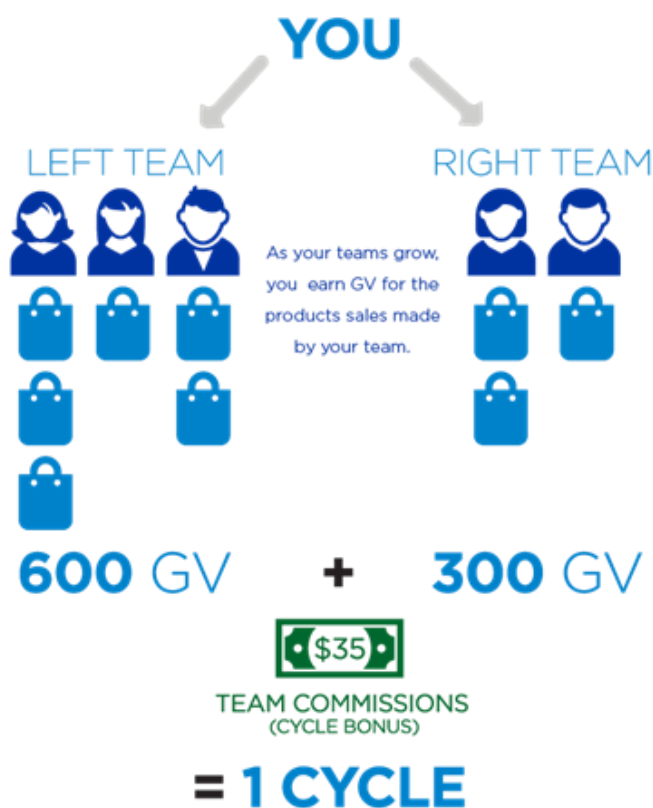 YOU
LEFT TEAM
RIGHT TEAM
As your teams grow,
you earn GV for the
products sales made
by your team.
600 GV
+
300 GV
$35
TEAM COMMISSIONS
(CYCLE BONUS)
= 1 CYCLE